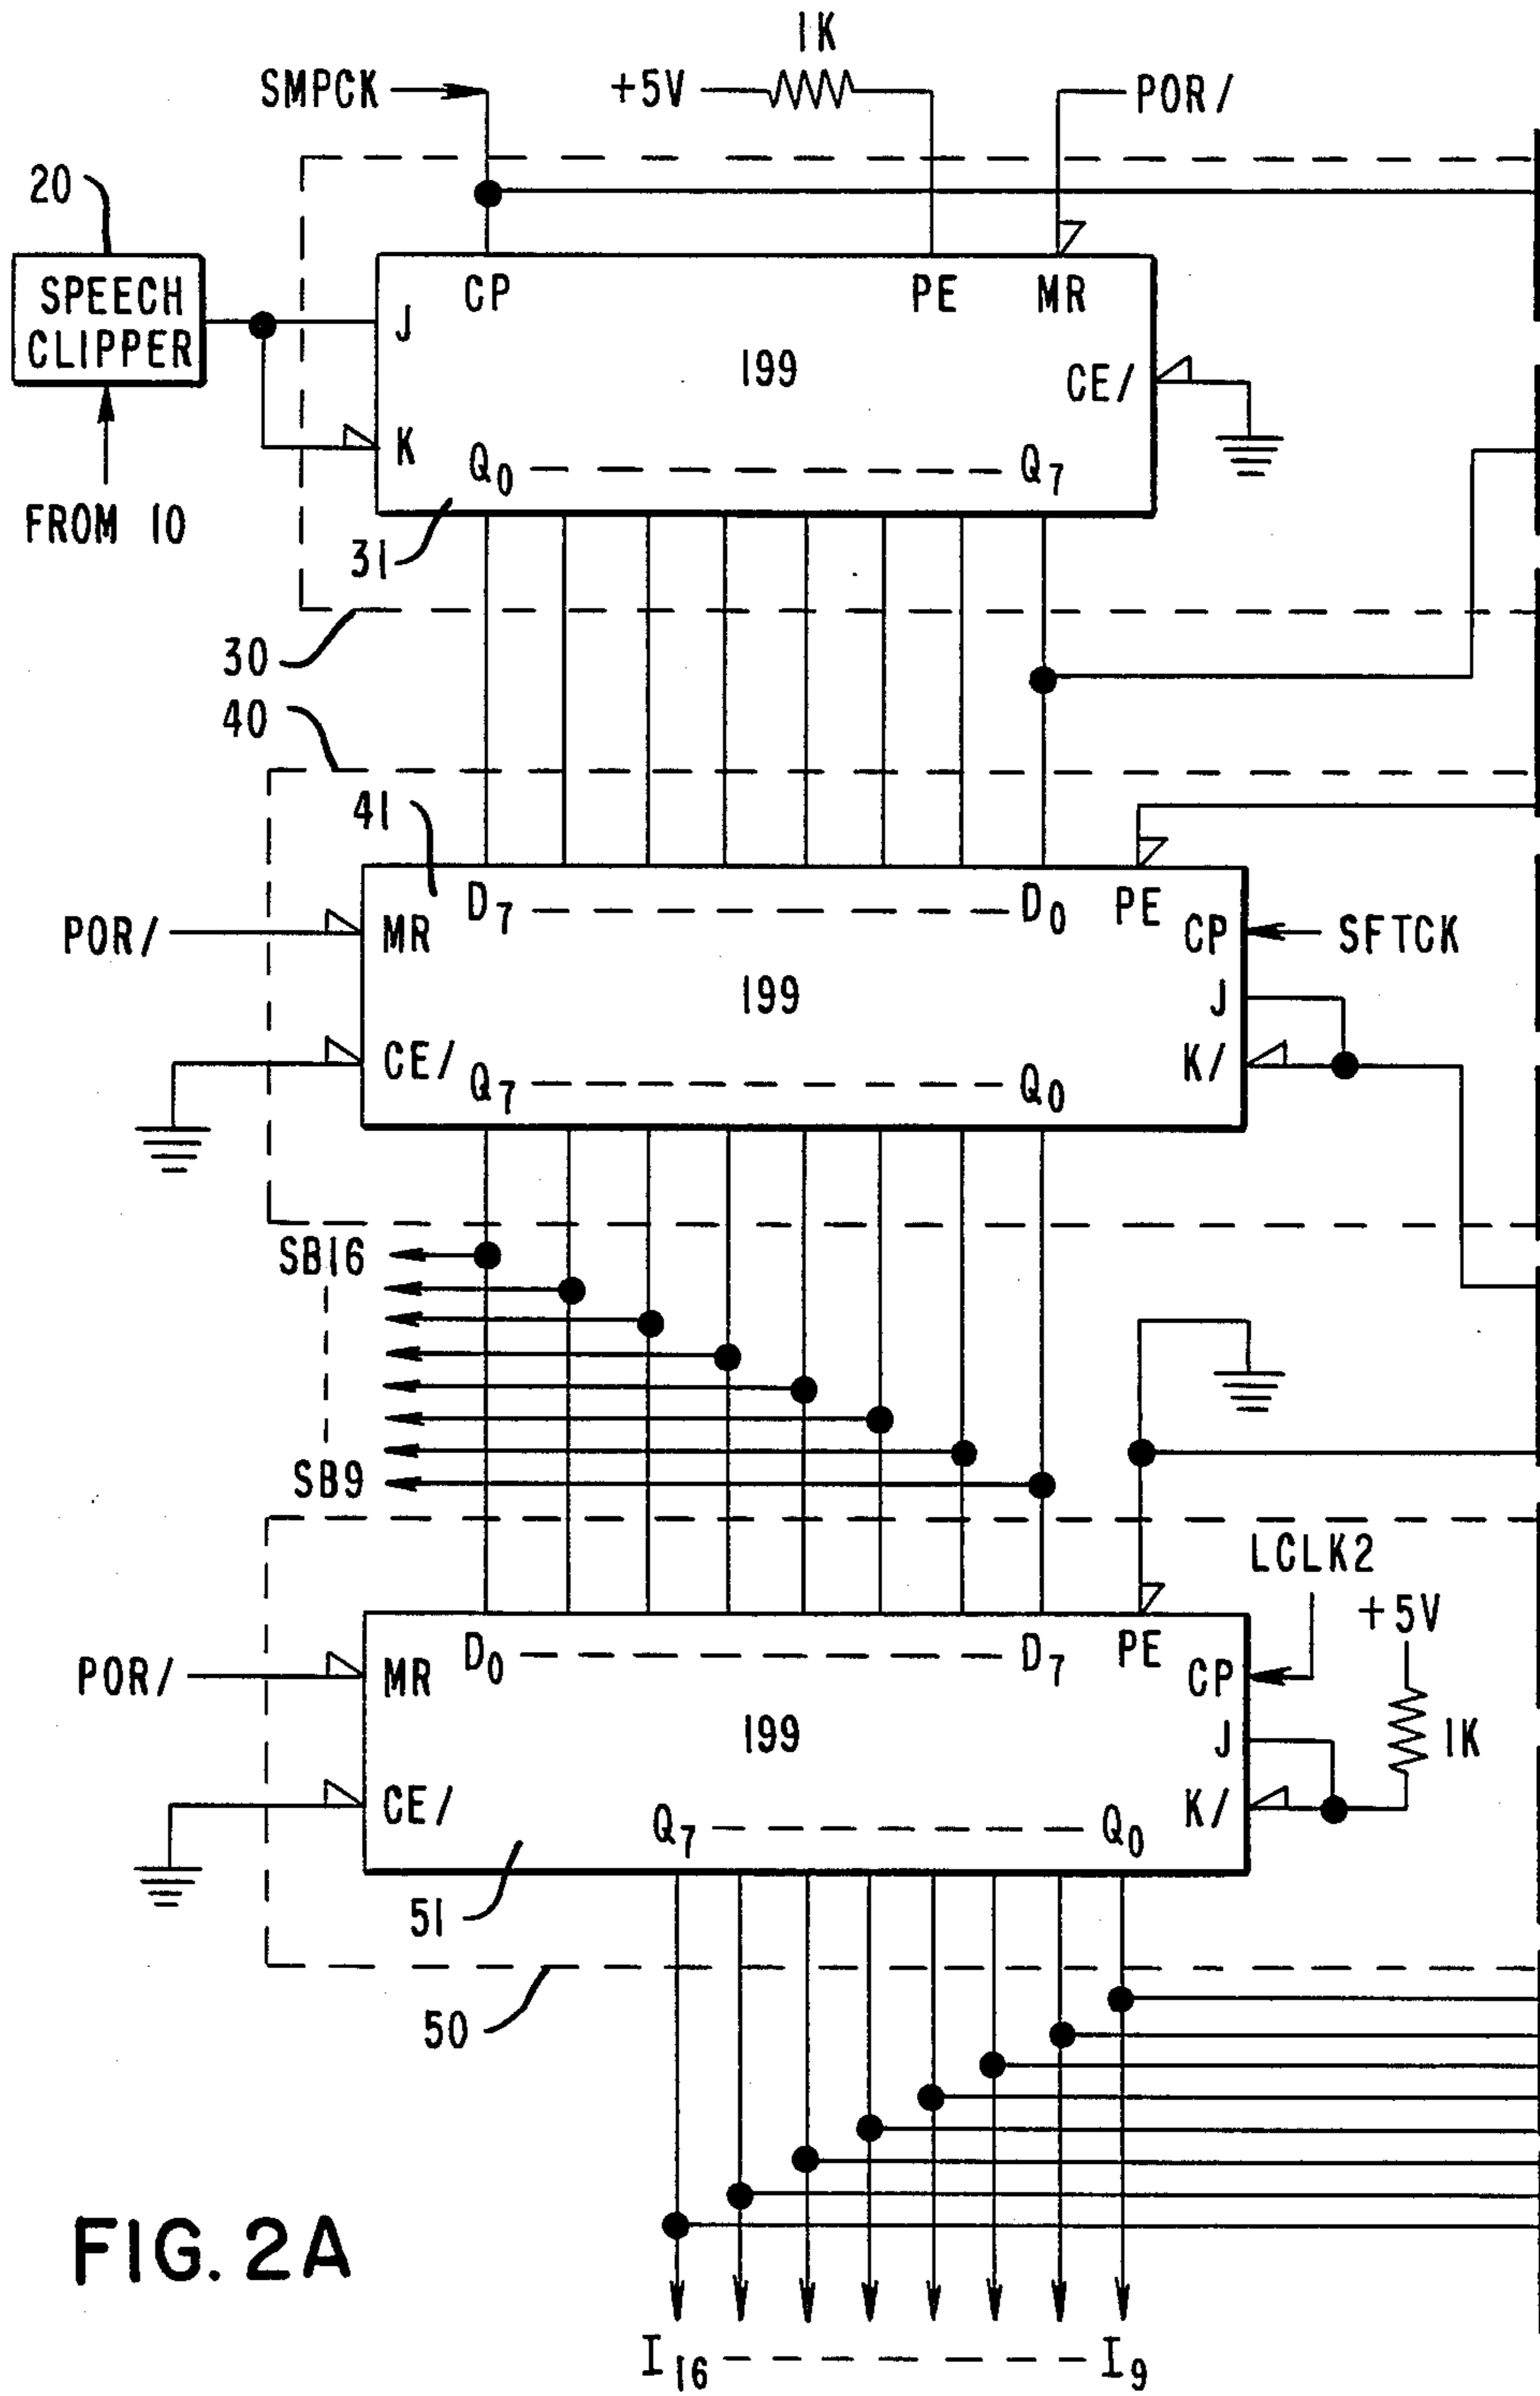 1K
SMPCK +5V POR/
20
SPEECH CLIPPER
CP PE MR
J
199
CE/
K
Q0 Q7
FROM 10
31
30
40
41
D7 D0 PE
POR/ MR CP SFTCK
199 J
CE/ K/
Q7 Q0
SB16
SB9
LCLK2
+5V
D0 D7 PE
POR/ MR CP
199 J 1K
CE/ K/
Q7 Q0
51
50
FIG. 2A
I16 I9